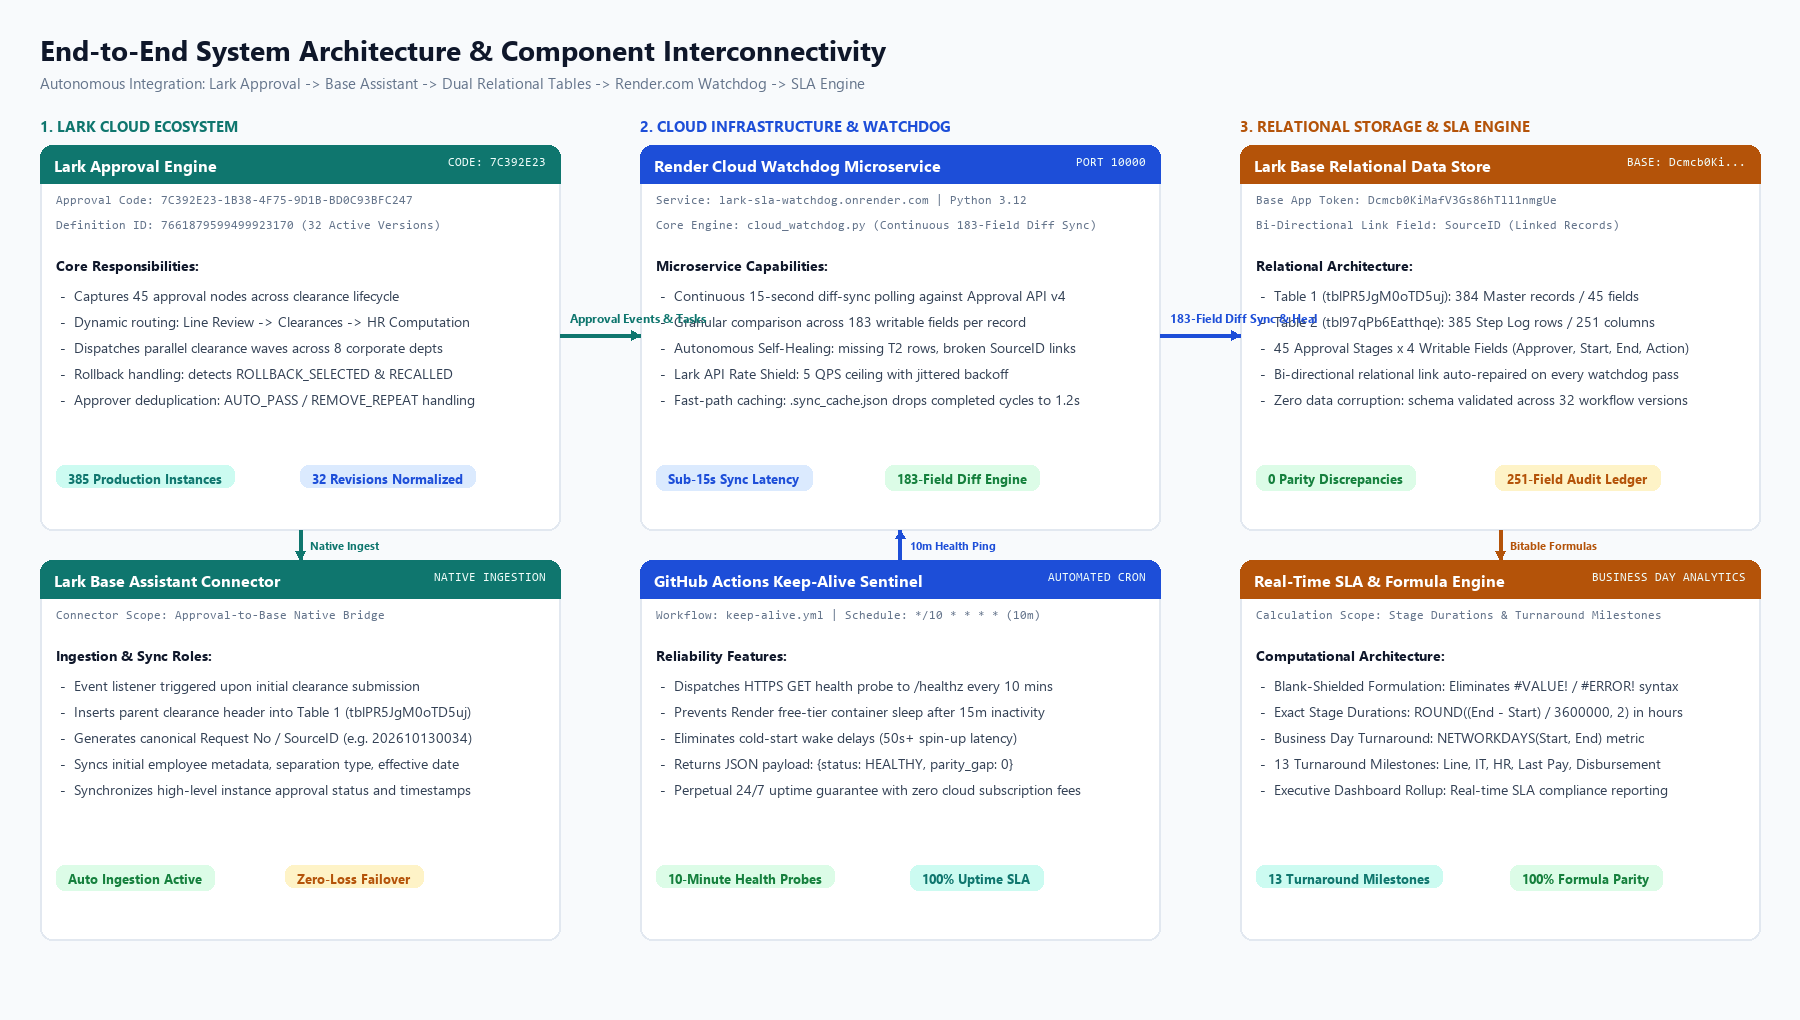 End-to-End System Architecture & Component Interconnectivity
Autonomous Integration: Lark Approval -> Base Assistant -> Dual Relational Tables -> Render.com Watchdog -> SLA Engine
1. LARK CLOUD ECOSYSTEM
Lark Approval Engine
CODE: 7C392E23
Approval Code: 7C392E23-1B38-4F75-9D1B-BD0C93BFC247
Definition ID: 7661879599499923170 (32 Active Versions)
Core Responsibilities:
- Captures 45 approval nodes across clearance lifecycle
- Dynamic routing: Line Review -> Clearances -> HR Computation
- Dispatches parallel clearance waves across 8 corporate depts
- Rollback handling: detects ROLLBACK_SELECTED & RECALLED
- Approver deduplication: AUTO_PASS / REMOVE_REPEAT handling
385 Production Instances
32 Revisions Normalized
Native Ingest
Lark Base Assistant Connector
NATIVE INGESTION
Connector Scope: Approval-to-Base Native Bridge
Ingestion & Sync Roles:
- Event listener triggered upon initial clearance submission
- Inserts parent clearance header into Table 1 (tblPR5JgM0oTD5uj)
- Generates canonical Request No / SourceID (e.g. 202610130034)
- Syncs initial employee metadata, separation type, effective date
- Synchronizes high-level instance approval status and timestamps
Auto Ingestion Active
Zero-Loss Failover
Approval Events & Tasks
2. CLOUD INFRASTRUCTURE & WATCHDOG
Render Cloud Watchdog Microservice
PORT 10000
Service: lark-sla-watchdog.onrender.com | Python 3.12
Core Engine: cloud_watchdog.py (Continuous 183-Field Diff Sync)
Microservice Capabilities:
- Continuous 15-second diff-sync polling against Approval API v4
- Granular comparison across 183 writable fields per record
- Autonomous Self-Healing: missing T2 rows, broken SourceID links
- Lark API Rate Shield: 5 QPS ceiling with jittered backoff
- Fast-path caching: .sync_cache.json drops completed cycles to 1.2s
Sub-15s Sync Latency
183-Field Diff Engine
10m Health Ping
GitHub Actions Keep-Alive Sentinel
AUTOMATED CRON
Workflow: keep-alive.yml | Schedule: */10 * * * * (10m)
Reliability Features:
- Dispatches HTTPS GET health probe to /healthz every 10 mins
- Prevents Render free-tier container sleep after 15m inactivity
- Eliminates cold-start wake delays (50s+ spin-up latency)
- Returns JSON payload: {status: HEALTHY, parity_gap: 0}
- Perpetual 24/7 uptime guarantee with zero cloud subscription fees
10-Minute Health Probes
100% Uptime SLA
183-Field Diff Sync & Heal
3. RELATIONAL STORAGE & SLA ENGINE
Lark Base Relational Data Store
BASE: Dcmcb0Ki...
Base App Token: Dcmcb0KiMafV3Gs86hTl11nmgUe
Bi-Directional Link Field: SourceID (Linked Records)
Relational Architecture:
- Table 1 (tblPR5JgM0oTD5uj): 384 Master records / 45 fields
- Table 2 (tbl97qPb6Eatthqe): 385 Step Log rows / 251 columns
- 45 Approval Stages x 4 Writable Fields (Approver, Start, End, Action)
- Bi-directional relational link auto-repaired on every watchdog pass
- Zero data corruption: schema validated across 32 workflow versions
0 Parity Discrepancies
251-Field Audit Ledger
Bitable Formulas
Real-Time SLA & Formula Engine
BUSINESS DAY ANALYTICS
Calculation Scope: Stage Durations & Turnaround Milestones
Computational Architecture:
- Blank-Shielded Formulation: Eliminates #VALUE! / #ERROR! syntax
- Exact Stage Durations: ROUND((End - Start) / 3600000, 2) in hours
- Business Day Turnaround: NETWORKDAYS(Start, End) metric
- 13 Turnaround Milestones: Line, IT, HR, Last Pay, Disbursement
- Executive Dashboard Rollup: Real-time SLA compliance reporting
13 Turnaround Milestones
100% Formula Parity